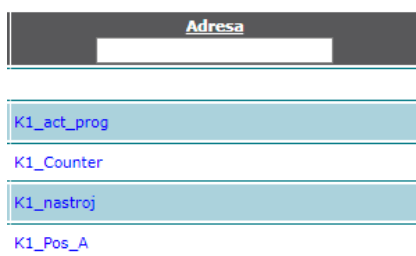 Adresa
K1_act_prog
K1_Counter
K1_nastroj
K1_Pos_A